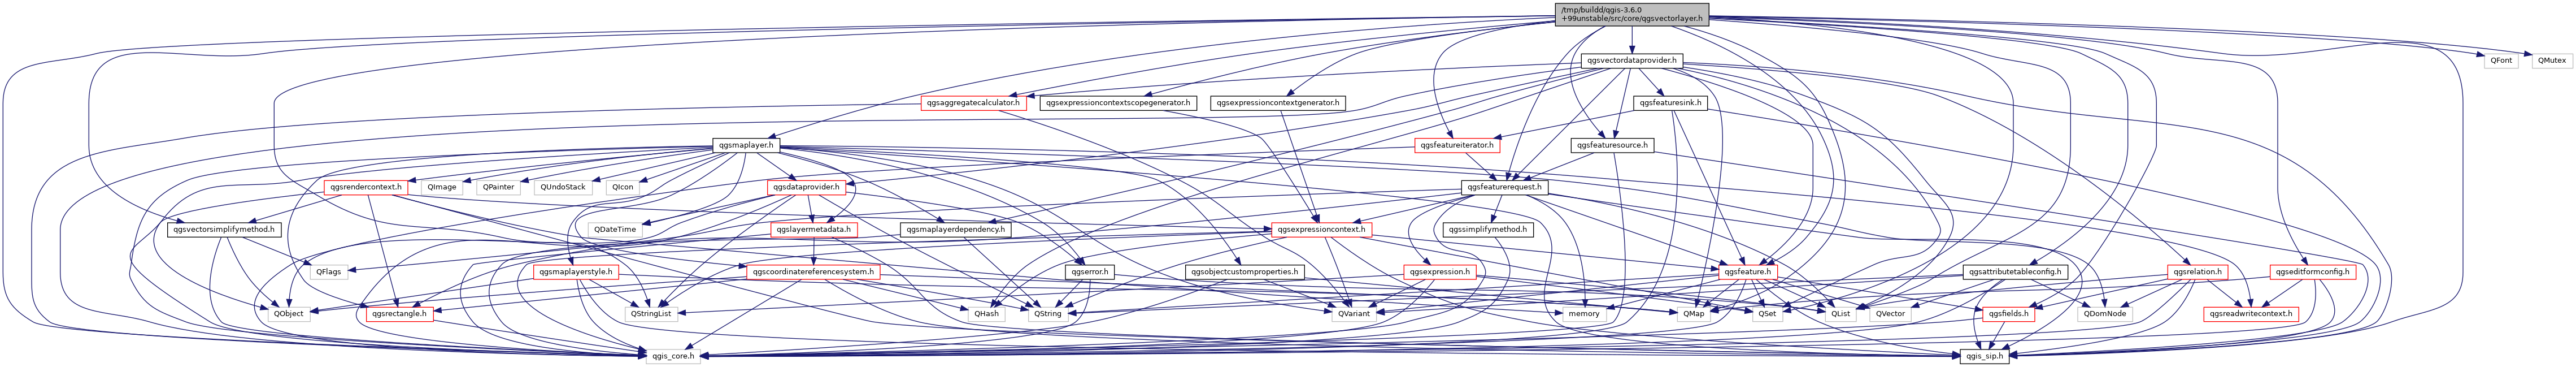 /tmp/buildd/qgis-3.6.0
+99unstable/src/core/qgsvectorlayer.h
qgsvectordataprovider.h
QFont
QMutex
qgsaggregatecalculator.h
qgsexpressioncontextscopegenerator.h
qgsexpressioncontextgenerator.h
qgsfeaturesink.h
qgsmaplayer.h
qgsfeatureiterator.h
qgsfeaturesource.h
qgsrendercontext.h
QImage
QPainter
QUndoStack
QIcon
qgsdataprovider.h
qgsfeaturerequest.h
qgsvectorsimplifymethod.h
QDateTime
qgslayermetadata.h
qgsmaplayerdependency.h
qgsexpressioncontext.h
qgssimplifymethod.h
QFlags
qgsmaplayerstyle.h
qgscoordinatereferencesystem.h
qgserror.h
qgsobjectcustomproperties.h
qgsexpression.h
qgsfeature.h
qgsattributetableconfig.h
qgsrelation.h
qgseditformconfig.h
QObject
qgsrectangle.h
QStringList
QHash
QString
QVariant
memory
QMap
QSet
QList
QVector
qgsfields.h
QDomNode
qgsreadwritecontext.h
qgis_core.h
qgis_sip.h